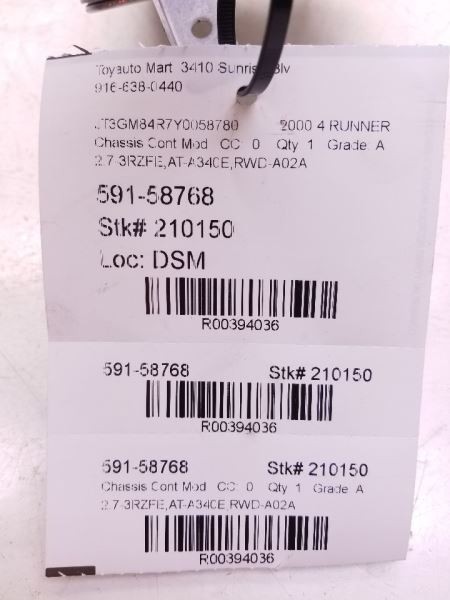 Toyauto Mart 3410 Sunrise Blv
916-638-0440
JT3GM84R7Y0058780 2000 4 RUNNER
Chassis Cont Mod CC: 0 Qty 1 Grade A
2.7-3RZFE,AT-A340E,RWD-A02A
591-58768
Stk# 210150
Loc: DSM
R00394036
591-58768 Stk# 210150
R00394036
591-58768 Stk# 210150
Chassis Cont Mod CC: 0 Qty 1 Grade A
2.7-3RZFE,AT-A340E,RWD-A02A
R00394036